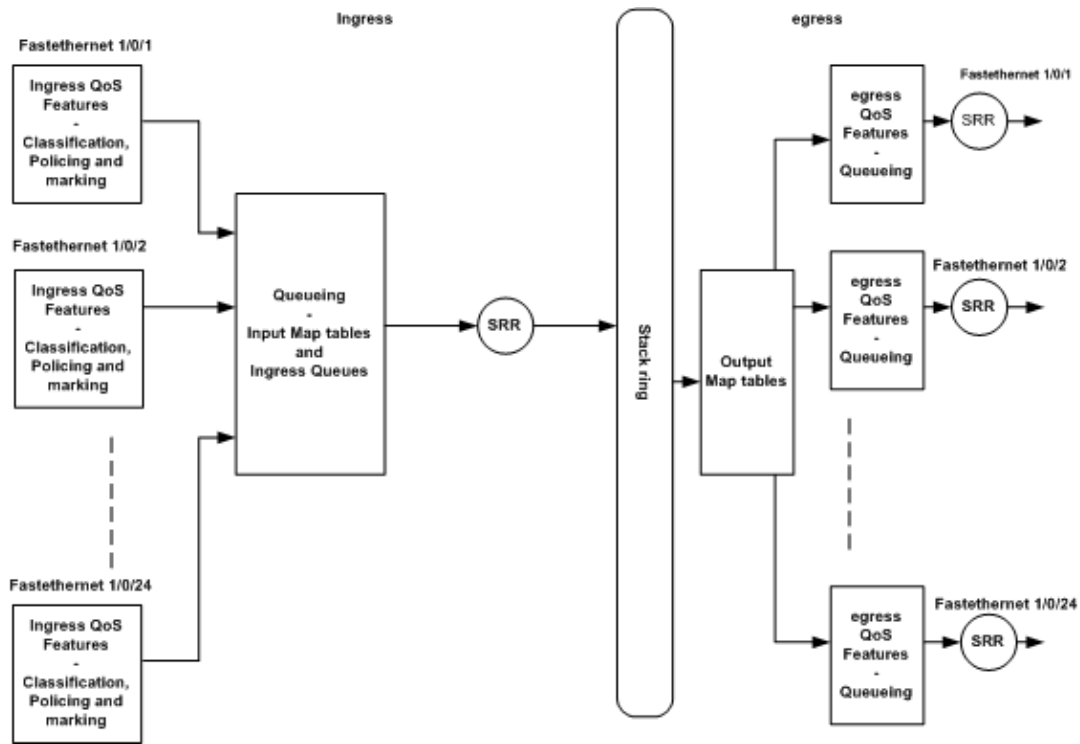 Ingress
egress
Fastethernet 1/0/1
Ingress QoS
Features
-
Classification,
Policing and
marking
Fastethernet 1/0/2
Ingress QoS
Features
-
Classification,
Policing and
marking
Fastethernet 1/0/24
Ingress QoS
Features
-
Classification,
Policing and
marking
Queueing
-
Input Map tables
and
Ingress Queues
SRR
Stack ring
Output
Map tables
egress
QoS
Features
-
Queueing
Fastethernet 1/0/1
SRR
egress
QoS
Features
-
Queueing
Fastethernet 1/0/2
SRR
egress
QoS
Features
-
Queueing
Fastethernet 1/0/24
SRR